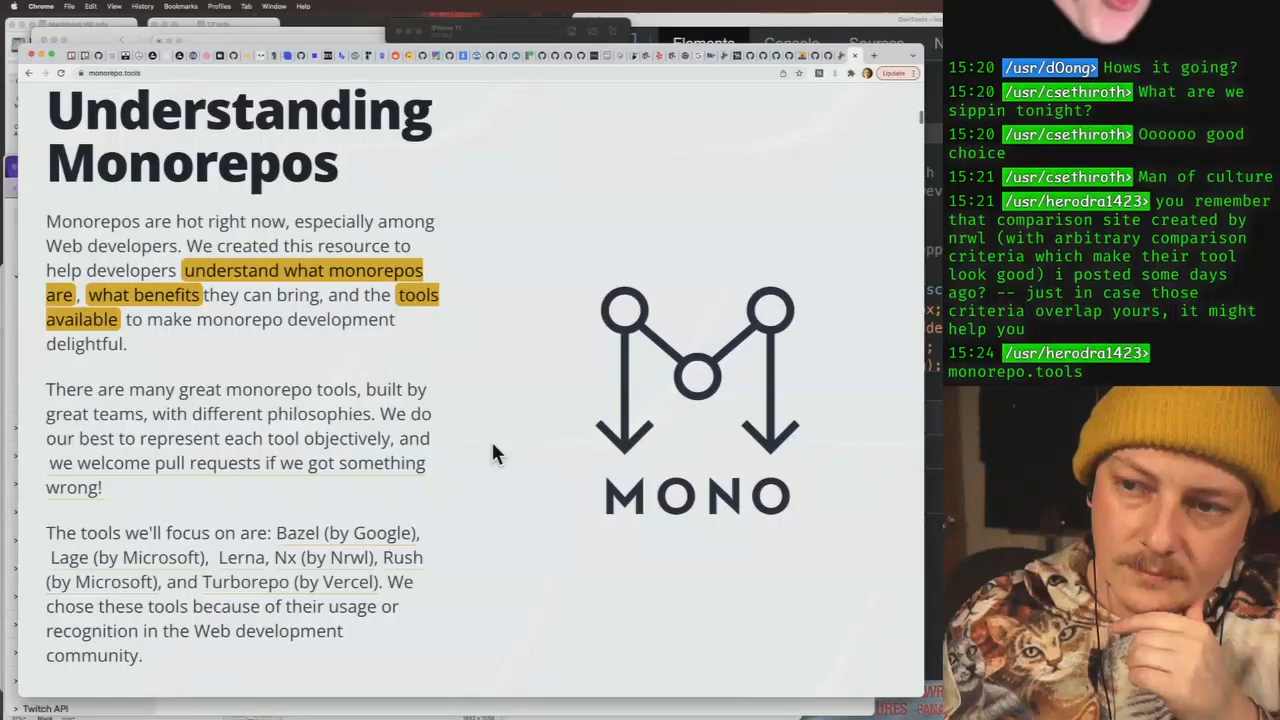 Chrome File Edit View History Bookmarks Profiles Tab Window Help
iPhone 11
Elements Console Sources
monorepo.tools
Update
Understanding
Monorepos
Monorepos are hot right now, especially among
Web developers. We created this resource to
help developers understand what monorepos
are, what benefits they can bring, and the tools
available to make monorepo development
delightful.
There are many great monorepo tools, built by
great teams, with different philosophies. We do
our best to represent each tool objectively, and
we welcome pull requests if we got something
wrong!
The tools we'll focus on are: Bazel (by Google),
Lage (by Microsoft), Lerna, Nx (by Nrwl), Rush
(by Microsoft), and Turborepo (by Vercel). We
chose these tools because of their usage or
recognition in the Web development
community.
MONO
Twitch API
15:20 /usr/d0ong> Hows it going?
15:20 /usr/csethiroth> What are we
sippin tonight?
15:20 /usr/csethiroth> Oooooo good
choice
15:21 /usr/csethiroth> Man of culture
15:21 /usr/herodra1423> you remember
that comparison site created by
nrwl (with arbitrary comparison
criteria which make their tool
look good) i posted some days
ago? -- just in case those
criteria overlap yours, it might
help you
15:24 /usr/herodra1423>
monorepo.tools